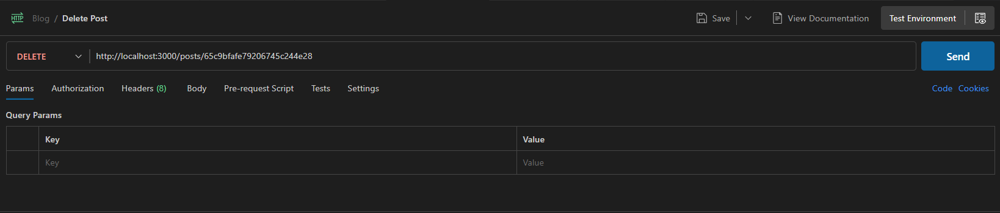 HTTP Blog / Delete Post Save View Documentation Test Environment
DELETE http://localhost:3000/posts/65c9bfafe79206745c244e28 Send
Params Authorization Headers (8) Body Pre-request Script Tests Settings Code Cookies
Query Params
Key Value
Key Value